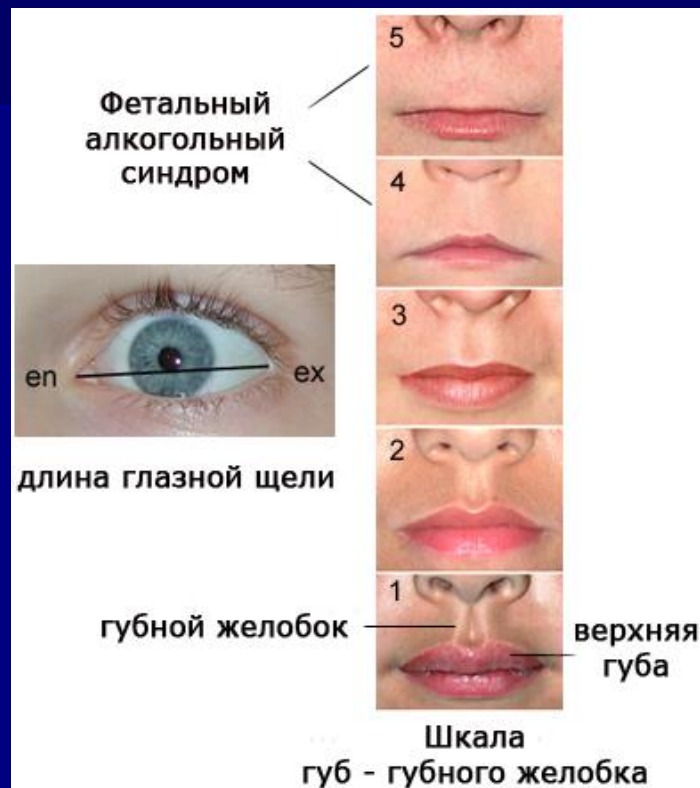 5
Фетальный
алкогольный
синдром
4
3
en
ex
2
длина глазной щели
1
губной желобок
верхняя
губа
Шкала
губ - губного желобка